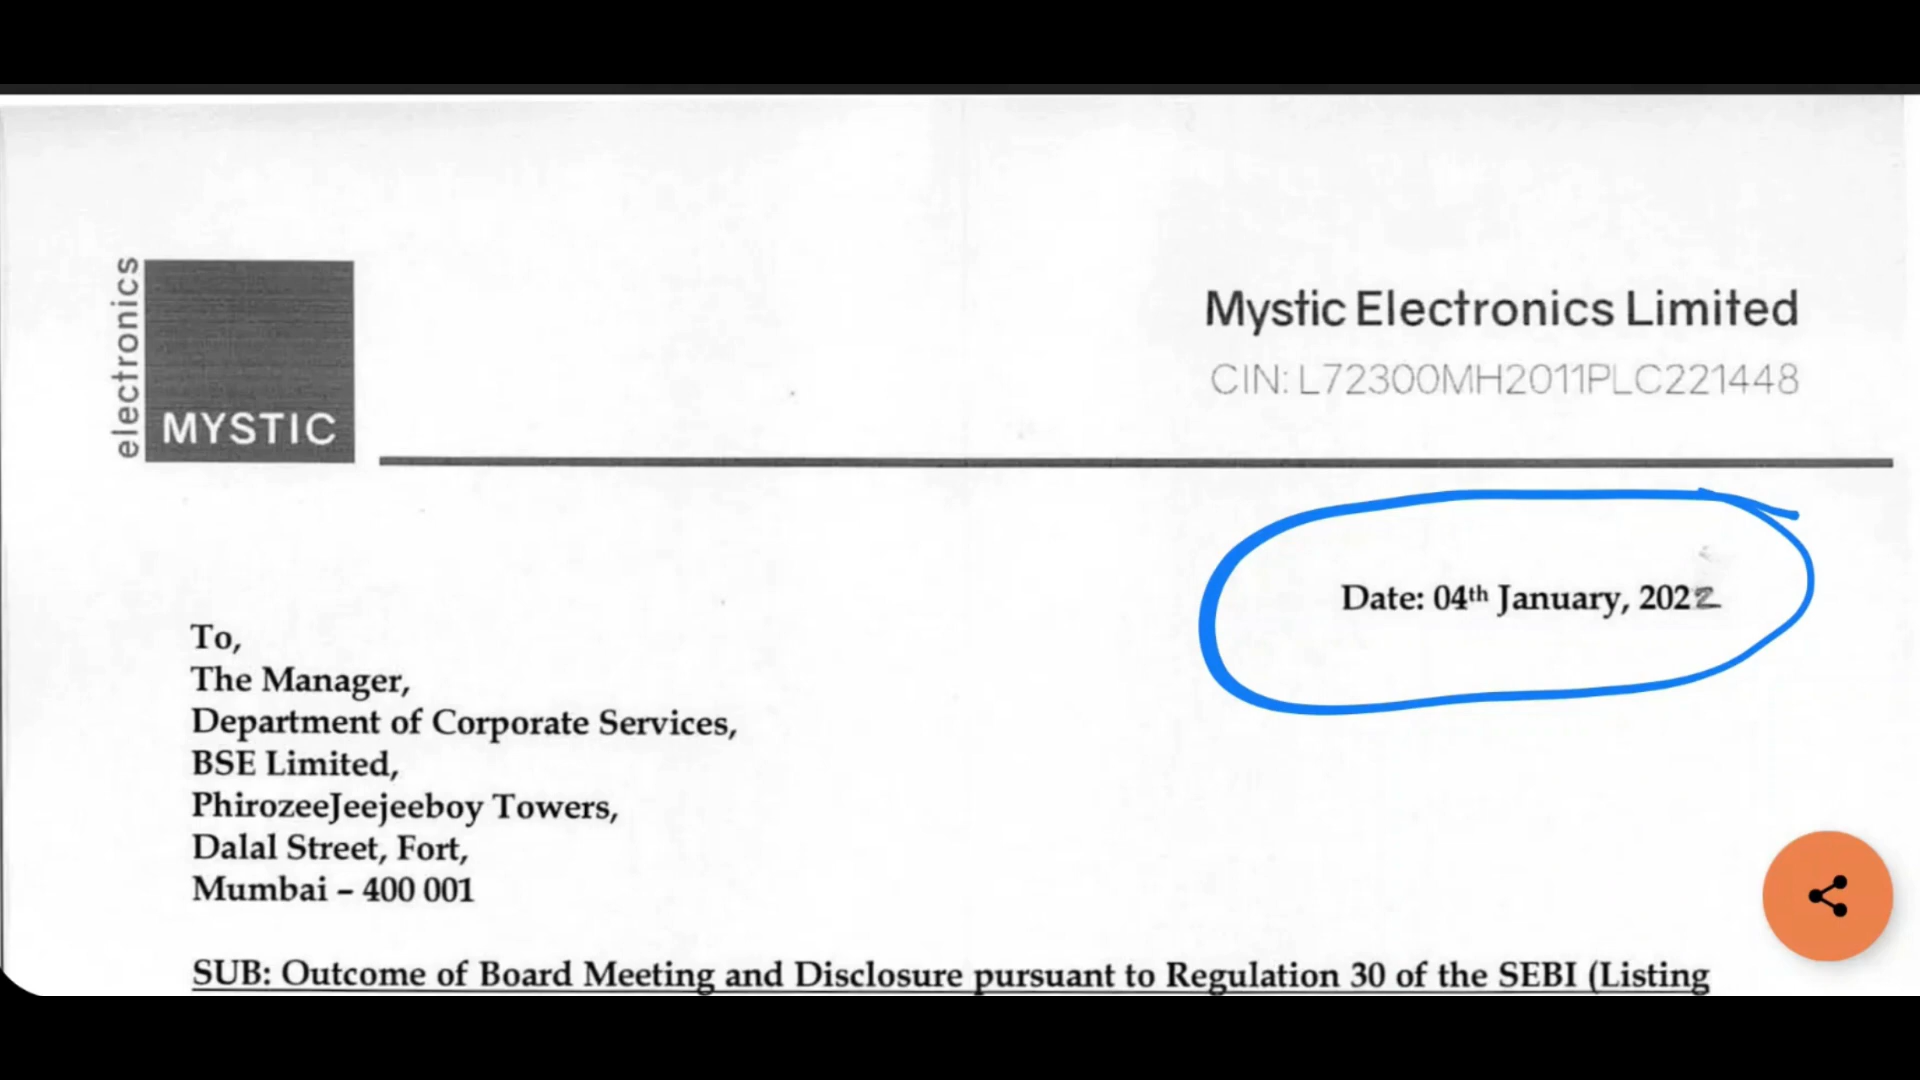 electronics
MYSTIC
Mystic Electronics Limited
CIN: L72300MH2011PLC221448
Date: 04th January, 2022
To,
The Manager,
Department of Corporate Services,
BSE Limited,
PhirozeeJeejeeboy Towers,
Dalal Street, Fort,
Mumbai – 400 001
SUB: Outcome of Board Meeting and Disclosure pursuant to Regulation 30 of the SEBI (Listing